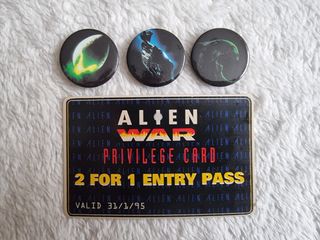 ALIEN
WAR
PRIVILEGE CARD
2 FOR 1 ENTRY PASS
VALID 31/1/95